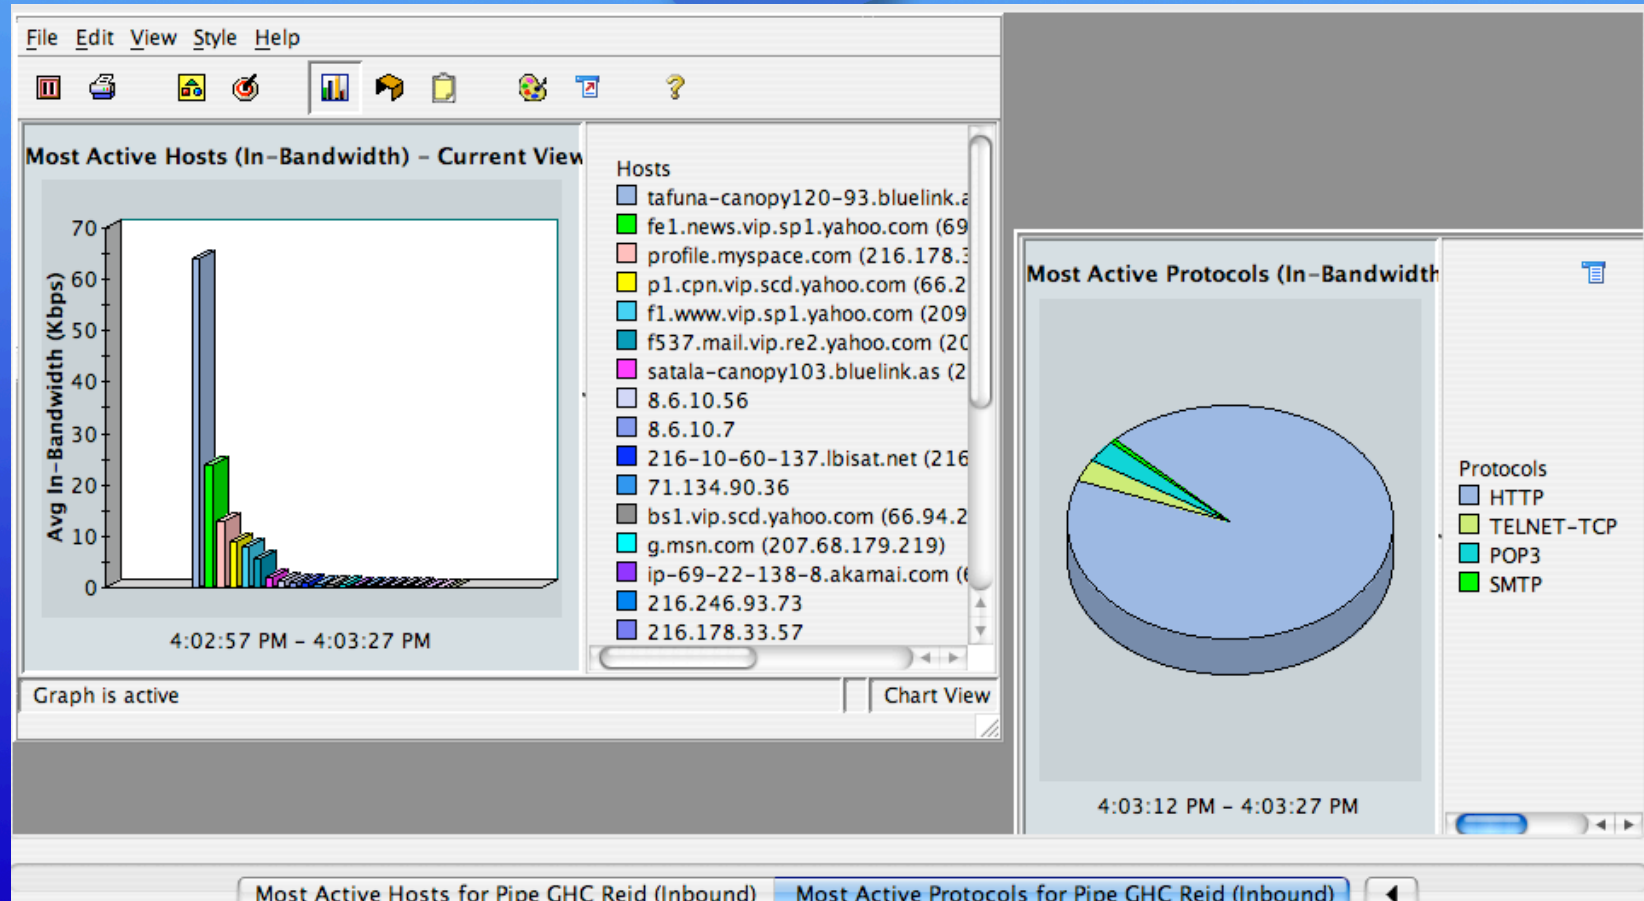 File Edit View Style Help
Most Active Hosts (In-Bandwidth) - Current View
70
60
50
40
30
20
10
0
Avg In-Bandwidth (Kbps)
4:02:57 PM - 4:03:27 PM
Hosts
tafuna-canopy120-93.bluelink.a
fe1.news.vip.sp1.yahoo.com (69
profile.myspace.com (216.178.3
p1.cpn.vip.scd.yahoo.com (66.2
f1.www.vip.sp1.yahoo.com (209
f537.mail.vip.re2.yahoo.com (20
satala-canopy103.bluelink.as (2
8.6.10.56
8.6.10.7
216-10-60-137.lbisat.net (216
71.134.90.36
bs1.vip.scd.yahoo.com (66.94.2
g.msn.com (207.68.179.219)
ip-69-22-138-8.akamai.com (6
216.246.93.73
216.178.33.57
Graph is active
Chart View
Most Active Protocols (In-Bandwidth
4:03:12 PM - 4:03:27 PM
Protocols
HTTP
TELNET-TCP
POP3
SMTP
Most Active Hosts for Pipe GHC Reid (Inbound)
Most Active Protocols for Pipe GHC Reid (Inbound)